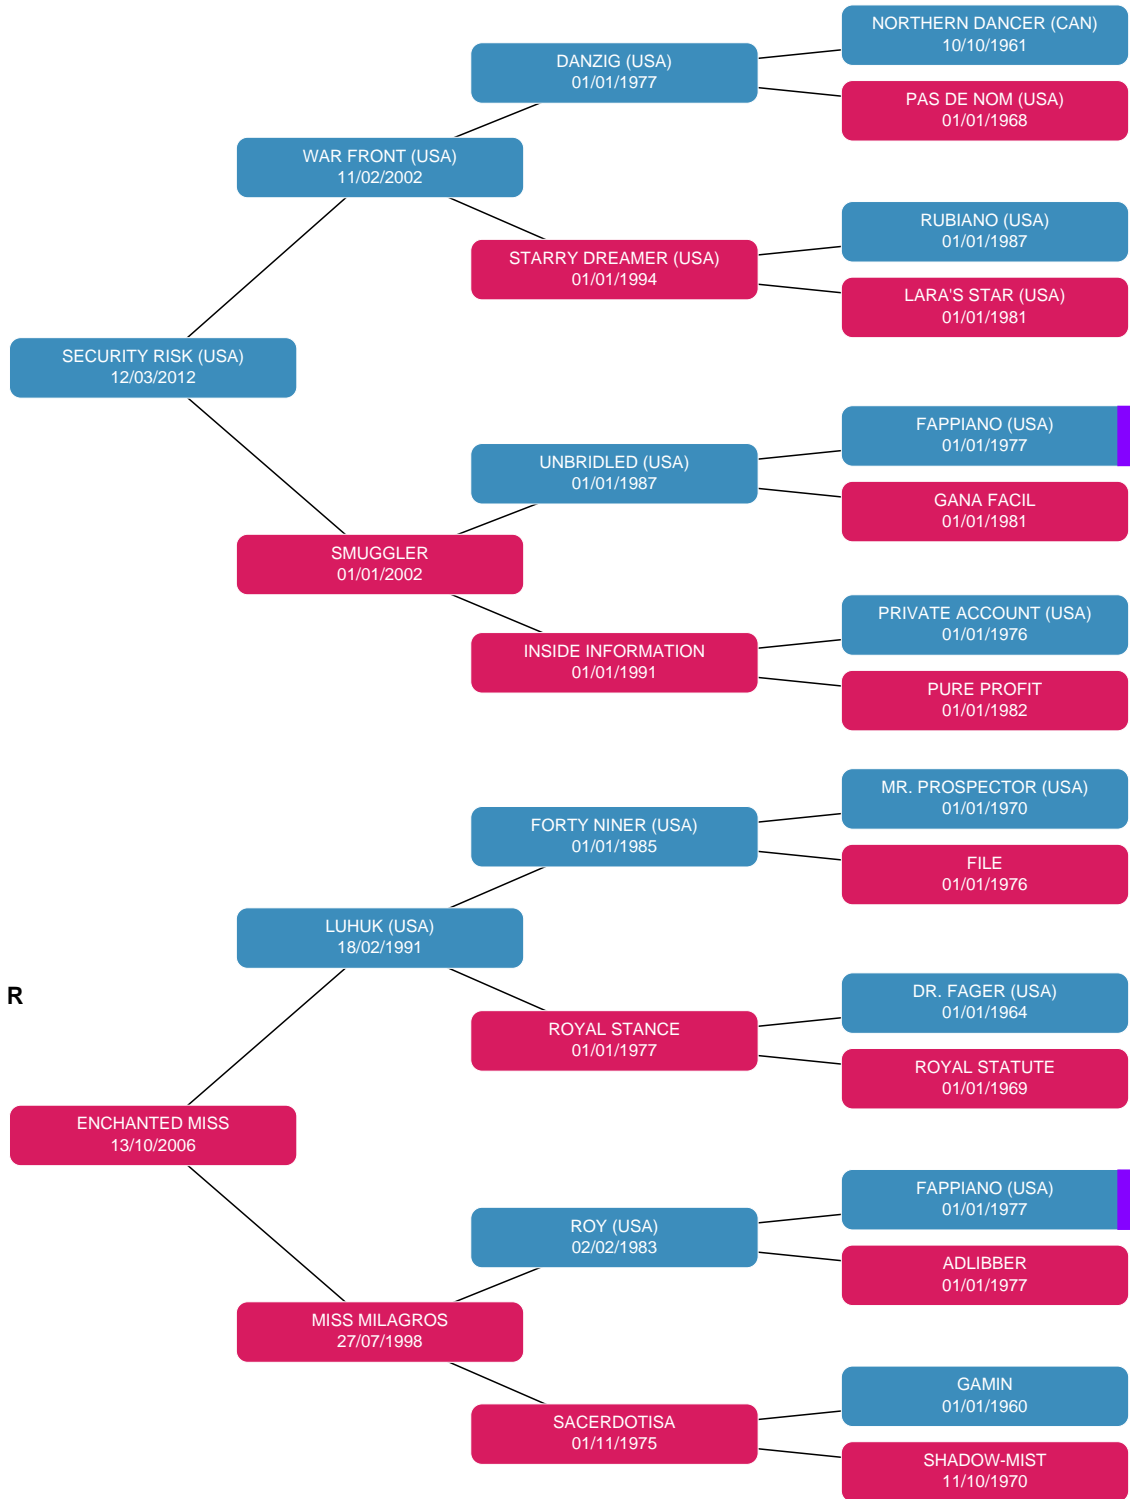 NORTHERN DANCER (CAN)
10/10/1961
DANZIG (USA)
01/01/1977
PAS DE NOM (USA)
01/01/1968
WAR FRONT (USA)
11/02/2002
RUBIANO (USA)
01/01/1987
STARRY DREAMER (USA)
01/01/1994
LARA'S STAR (USA)
01/01/1981
SECURITY RISK (USA)
12/03/2012
FAPPIANO (USA)
01/01/1977
UNBRIDLED (USA)
01/01/1987
GANA FACIL
01/01/1981
SMUGGLER
01/01/2002
PRIVATE ACCOUNT (USA)
01/01/1976
INSIDE INFORMATION
01/01/1991
PURE PROFIT
01/01/1982
MR. PROSPECTOR (USA)
01/01/1970
FORTY NINER (USA)
01/01/1985
FILE
01/01/1976
LUHUK (USA)
18/02/1991
R
DR. FAGER (USA)
01/01/1964
ROYAL STANCE
01/01/1977
ROYAL STATUTE
01/01/1969
ENCHANTED MISS
13/10/2006
FAPPIANO (USA)
01/01/1977
ROY (USA)
02/02/1983
ADLIBBER
01/01/1977
MISS MILAGROS
27/07/1998
GAMIN
01/01/1960
SACERDOTISA
01/11/1975
SHADOW-MIST
11/10/1970